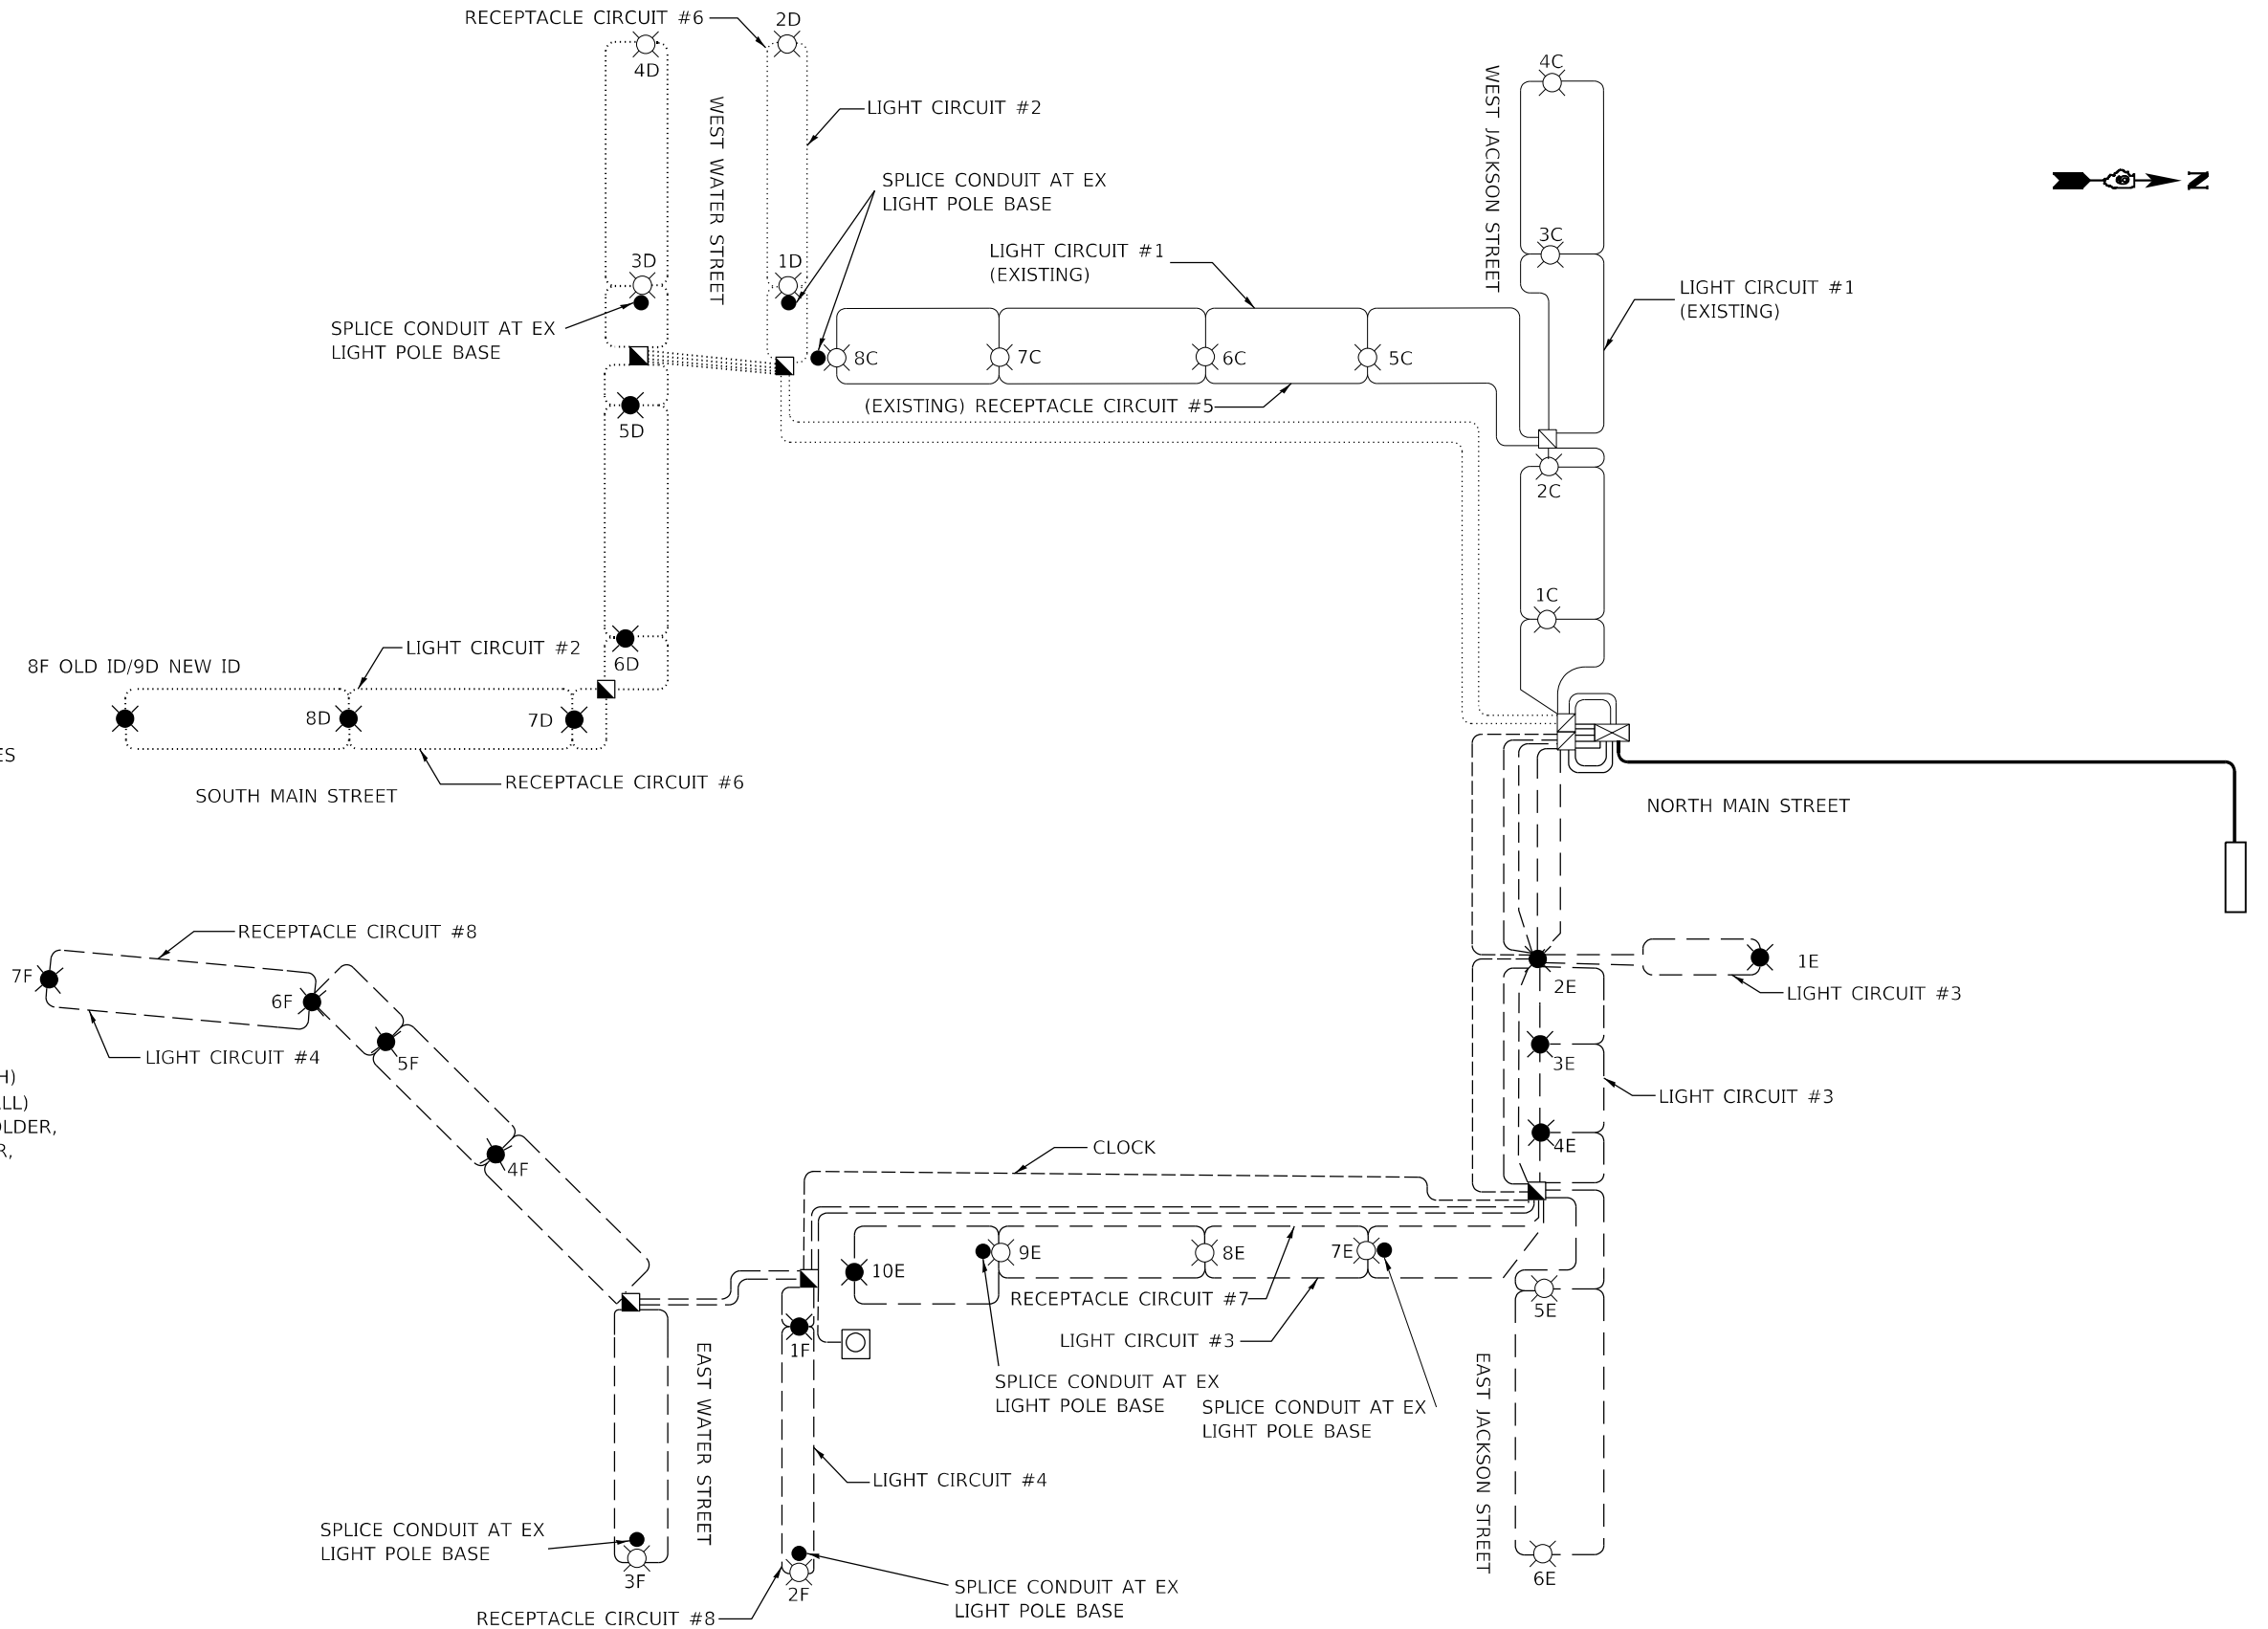 RECEPTACLE CIRCUIT #6
2D
4D
LIGHT CIRCUIT #2
WEST WATER STREET
SPLICE CONDUIT AT EX
LIGHT POLE BASE
4C
WEST JACKSON STREET
N
3C
3D
1D
LIGHT CIRCUIT #1
(EXISTING)
LIGHT CIRCUIT #1
(EXISTING)
SPLICE CONDUIT AT EX
LIGHT POLE BASE
8C
7C
6C
5C
(EXISTING) RECEPTACLE CIRCUIT #5
5D
2C
1C
LIGHT CIRCUIT #2
6D
8F OLD ID/9D NEW ID
8D
7D
ES
RECEPTACLE CIRCUIT #6
SOUTH MAIN STREET
NORTH MAIN STREET
RECEPTACLE CIRCUIT #8
7F
6F
1E
2E
LIGHT CIRCUIT #3
LIGHT CIRCUIT #4
5F
3E
H)
LL)
OLDER,
R,
LIGHT CIRCUIT #3
4E
CLOCK
4F
9E
8E
7E
10E
RECEPTACLE CIRCUIT #7
5E
LIGHT CIRCUIT #3
1F
EAST WATER STREET
SPLICE CONDUIT AT EX
LIGHT POLE BASE
SPLICE CONDUIT AT EX
LIGHT POLE BASE
EAST JACKSON STREET
LIGHT CIRCUIT #4
SPLICE CONDUIT AT EX
LIGHT POLE BASE
3F
2F
SPLICE CONDUIT AT EX
LIGHT POLE BASE
6E
RECEPTACLE CIRCUIT #8